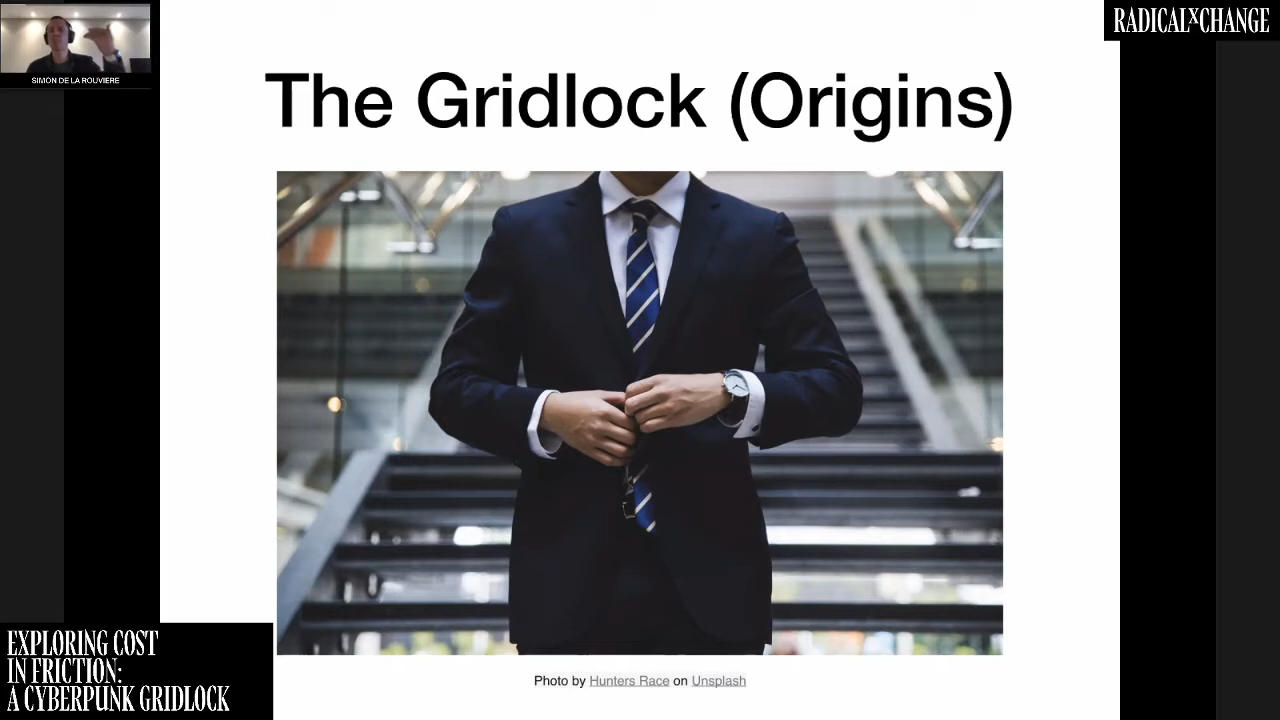 SIMON DE LA ROUVIERE
RADICALXCHANGE
The Gridlock (Origins)
Photo by Hunters Race on Unsplash
EXPLORING COST
IN FRICTION:
A CYBERPUNK GRIDLOCK